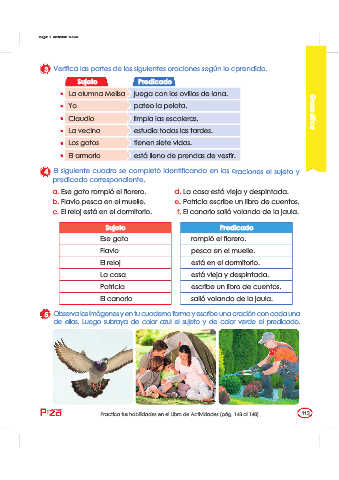 3 Verifica las partes de las siguientes oraciones según lo aprendido.
Sujeto Predicado
• La alumna Melisa juega con los ovillos de lana.
• Yo pateo la pelota.
• Claudio limpia las escaleras.
• La vecina estudia todas las tardes.
• Los gatos tienen siete vidas.
• El armario está lleno de prendas de vestir.
Gramática
4 El siguiente cuadro se completó identificando en las oraciones el sujeto y
predicado correspondiente.
a. Ese gato rompió el florero. d. La casa está vieja y despintada.
b. Flavio pesca en el muelle. e. Patricia escribe un libro de cuentos.
c. El reloj está en el dormitorio. f. El canario salió volando de la jaula.
Sujeto Predicado
Ese gato rompió el florero.
Flavio pesca en el muelle.
El reloj está en el dormitorio.
La casa está vieja y despintada.
Patricia escribe un libro de cuentos.
El canario salió volando de la jaula.
5 Observa las imágenes y en tu cuaderno forma y escribe una oración con cada una
de ellas. Luego subraya de color azul el sujeto y de color verde el predicado.
Practica tus habilidades en el Libro de Actividades (pág. 143 al 148)
113